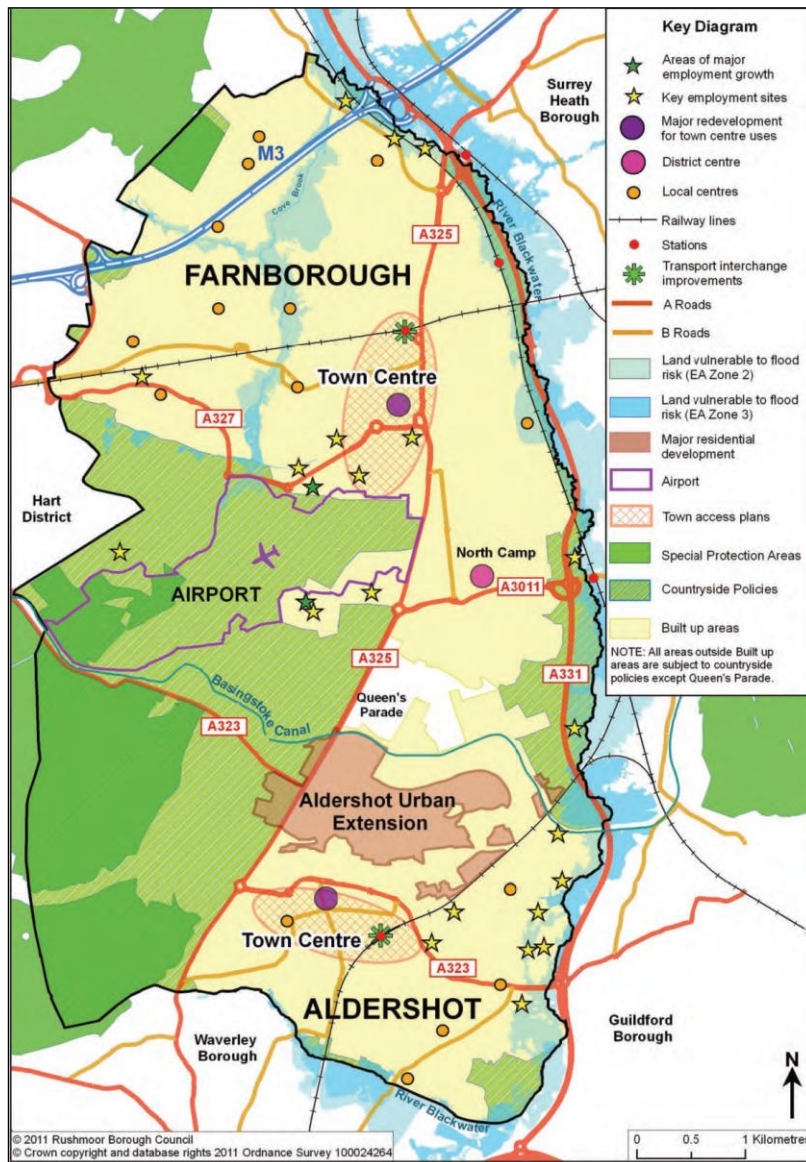 Key Diagram
Areas of major
employment growth
Key employment sites
Major redevelopment
for town centre uses
District centre
Local centres
Railway lines
Stations
Transport interchange
improvements
A Roads
B Roads
Land vulnerable to flood
risk (EA Zone 2)
Land vulnerable to flood
risk (EA Zone 3)
Major residential
development
Airport
Town access plans
Special Protection Areas
Countryside Policies
Built up areas
NOTE: All areas outside Built up
areas are subject to countryside
policies except Queen's Parade.
Surrey
Heath
Borough
M3
Cove Brook
River Blackwater
A325
FARNBOROUGH
Town Centre
A327
Hart
District
North Camp
AIRPORT
A3011
A325
Queen's
Parade
A331
Basingstoke
Canal
A323
Aldershot Urban
Extension
Town Centre
A323
ALDERSHOT
Waverley
Borough
Guildford
Borough
River Blackwater
N
0 0.5 1 Kilometres
© 2011 Rushmoor Borough Council
© Crown copyright and database rights 2011 Ordnance Survey 100024264